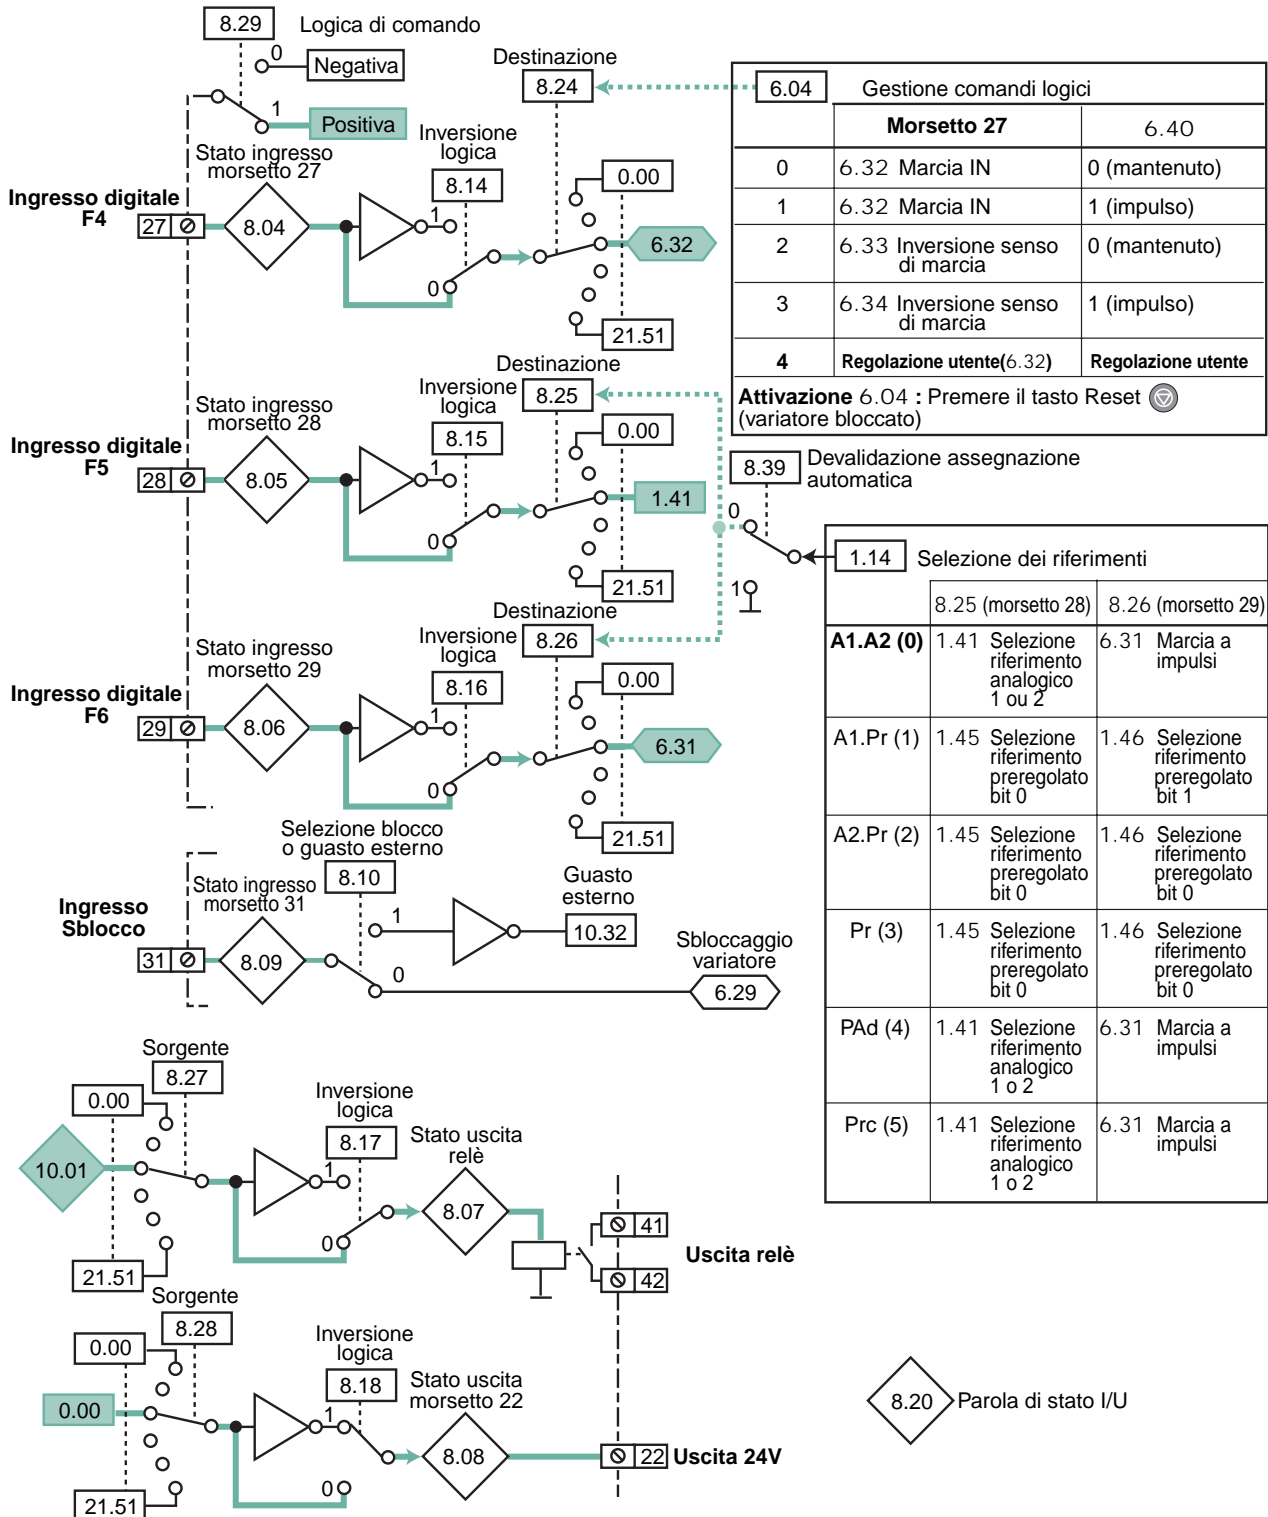 8.29 Logica di comando
0
Negativa
1
Positiva
Stato ingresso
morsetto 27
Ingresso digitale
F4
27
8.04
Inversione
logica
8.14
1
0
Destinazione
8.24
0.00
6.32
21.51
6.04 Gestione comandi logici
Morsetto 27 6.40
0 6.32 Marcia IN 0 (mantenuto)
1 6.32 Marcia IN 1 (impulso)
2 6.33 Inversione senso di marcia 0 (mantenuto)
3 6.34 Inversione senso di marcia 1 (impulso)
4 Regolazione utente(6.32) Regolazione utente
Attivazione 6.04 : Premere il tasto Reset
(variatore bloccato)
Stato ingresso
morsetto 28
Ingresso digitale
F5
28
8.05
Inversione
logica
8.15
1
0
Destinazione
8.25
0.00
1.41
21.51
8.39 Devalidazione assegnazione
automatica
0
1
1.14 Selezione dei riferimenti
8.25 (morsetto 28) 8.26 (morsetto 29)
A1.A2 (0) 1.41 Selezione 6.31 Marcia a
riferimento impulsi
analogico
1 ou 2
A1.Pr (1) 1.45 Selezione 1.46 Selezione
riferimento riferimento
preregolato preregolato
bit 0 bit 1
A2.Pr (2) 1.45 Selezione 1.46 Selezione
riferimento riferimento
preregolato preregolato
bit 0 bit 0
Pr (3) 1.45 Selezione 1.46 Selezione
riferimento riferimento
preregolato preregolato
bit 0 bit 0
PAd (4) 1.41 Selezione 6.31 Marcia a
riferimento impulsi
analogico
1 o 2
Prc (5) 1.41 Selezione 6.31 Marcia a
riferimento impulsi
analogico
1 o 2
Stato ingresso
morsetto 29
Ingresso digitale
F6
29
8.06
Inversione
logica
8.16
1
0
Destinazione
8.26
0.00
6.31
21.51
Ingresso
Sblocco
31
Stato ingresso
morsetto 31
8.09
Selezione blocco
o guasto esterno
8.10
1
0
Guasto
esterno
10.32
Sbloccaggio
variatore
6.29
Sorgente
8.27
0.00
10.01
21.51
Inversione
logica
8.17
1
0
Stato uscita
relè
8.07
41
Uscita relè
42
Sorgente
8.28
0.00
0.00
21.51
Inversione
logica
8.18
1
0
Stato uscita
morsetto 22
8.08
22 Uscita 24V
8.20 Parola di stato I/U